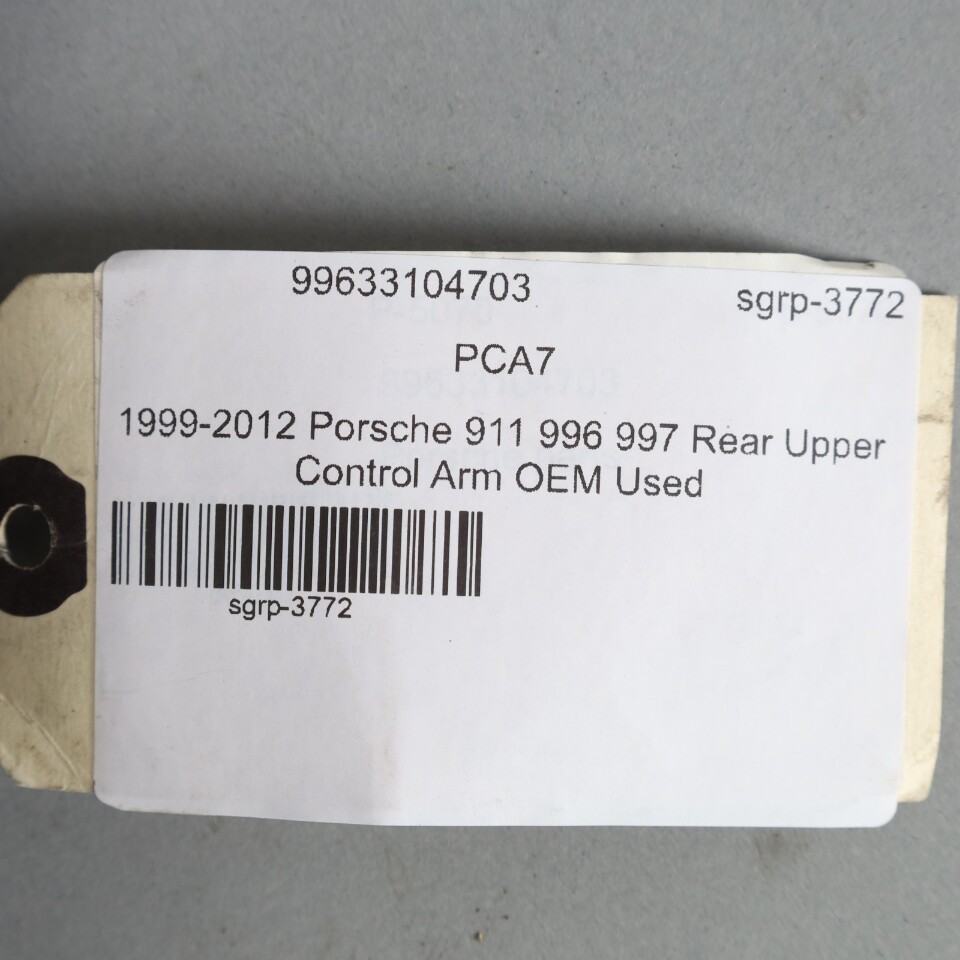 99633104703
sgrp-3772
PCA7
1999-2012 Porsche 911 996 997 Rear Upper
Control Arm OEM Used
sgrp-3772